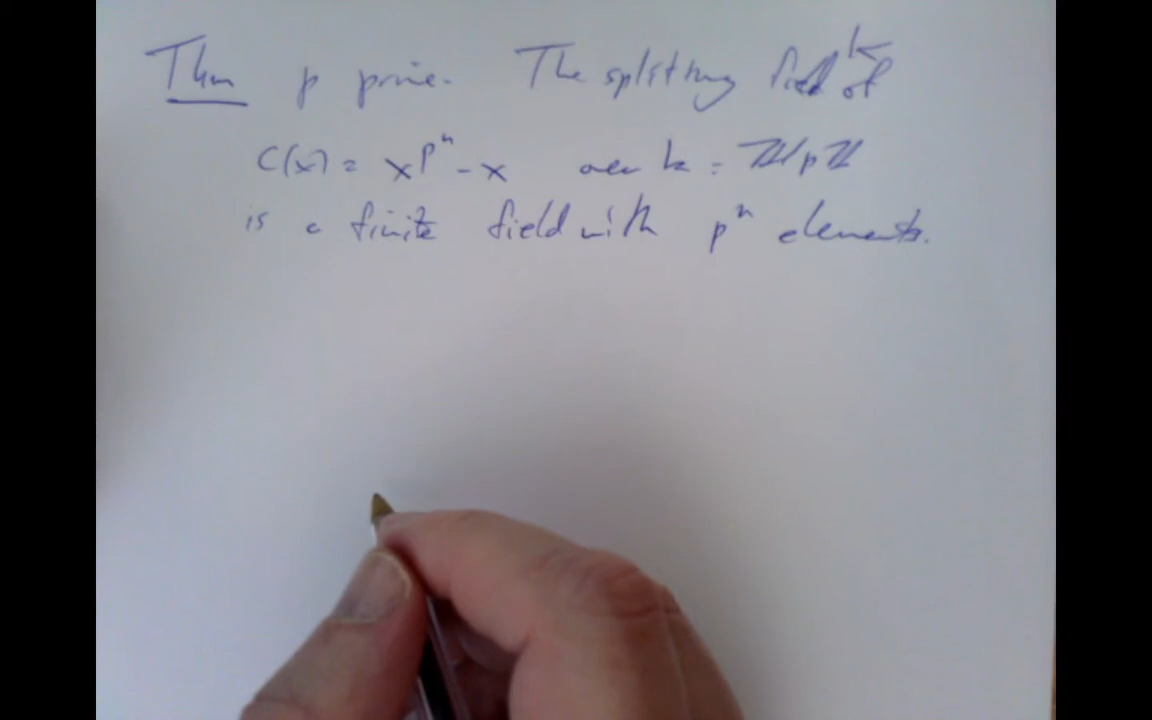 Thm p prime. The splitting field K of
C(x) = x^{p^n} - x over k = ℤ/pℤ
is a finite field with p^n elements.